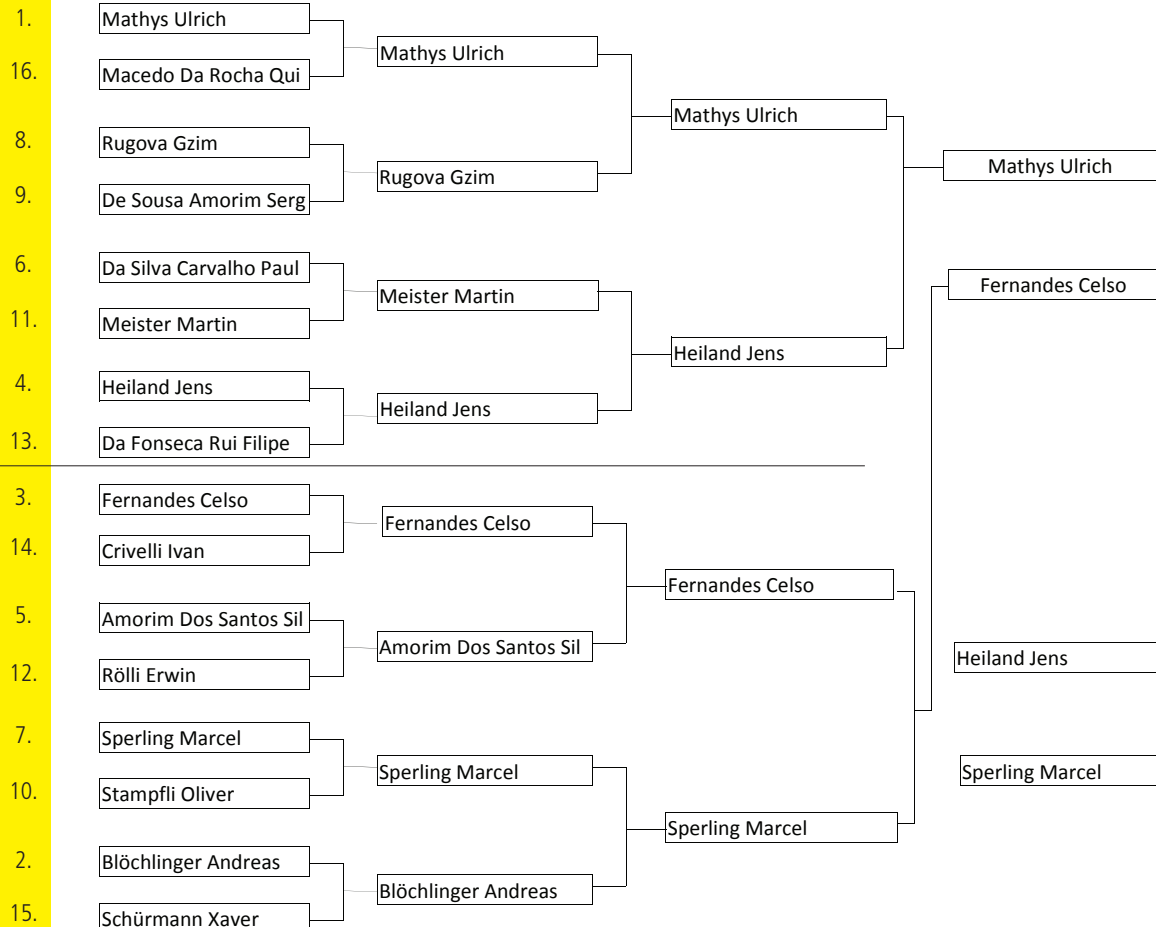 1.
Mathys Ulrich
16.
Macedo Da Rocha Qui
8.
Rugova Gzim
9.
De Sousa Amorim Serg
6.
Da Silva Carvalho Paul
11.
Meister Martin
4.
Heiland Jens
13.
Da Fonseca Rui Filipe
3.
Fernandes Celso
14.
Crivelli Ivan
5.
Amorim Dos Santos Sil
12.
Rölli Erwin
7.
Sperling Marcel
10.
Stampfli Oliver
2.
Blöchlinger Andreas
15.
Schürmann Xaver
Mathys Ulrich
Rugova Gzim
Meister Martin
Heiland Jens
Fernandes Celso
Amorim Dos Santos Sil
Sperling Marcel
Blöchlinger Andreas
Mathys Ulrich
Heiland Jens
Fernandes Celso
Sperling Marcel
Mathys Ulrich
Fernandes Celso
Heiland Jens
Sperling Marcel